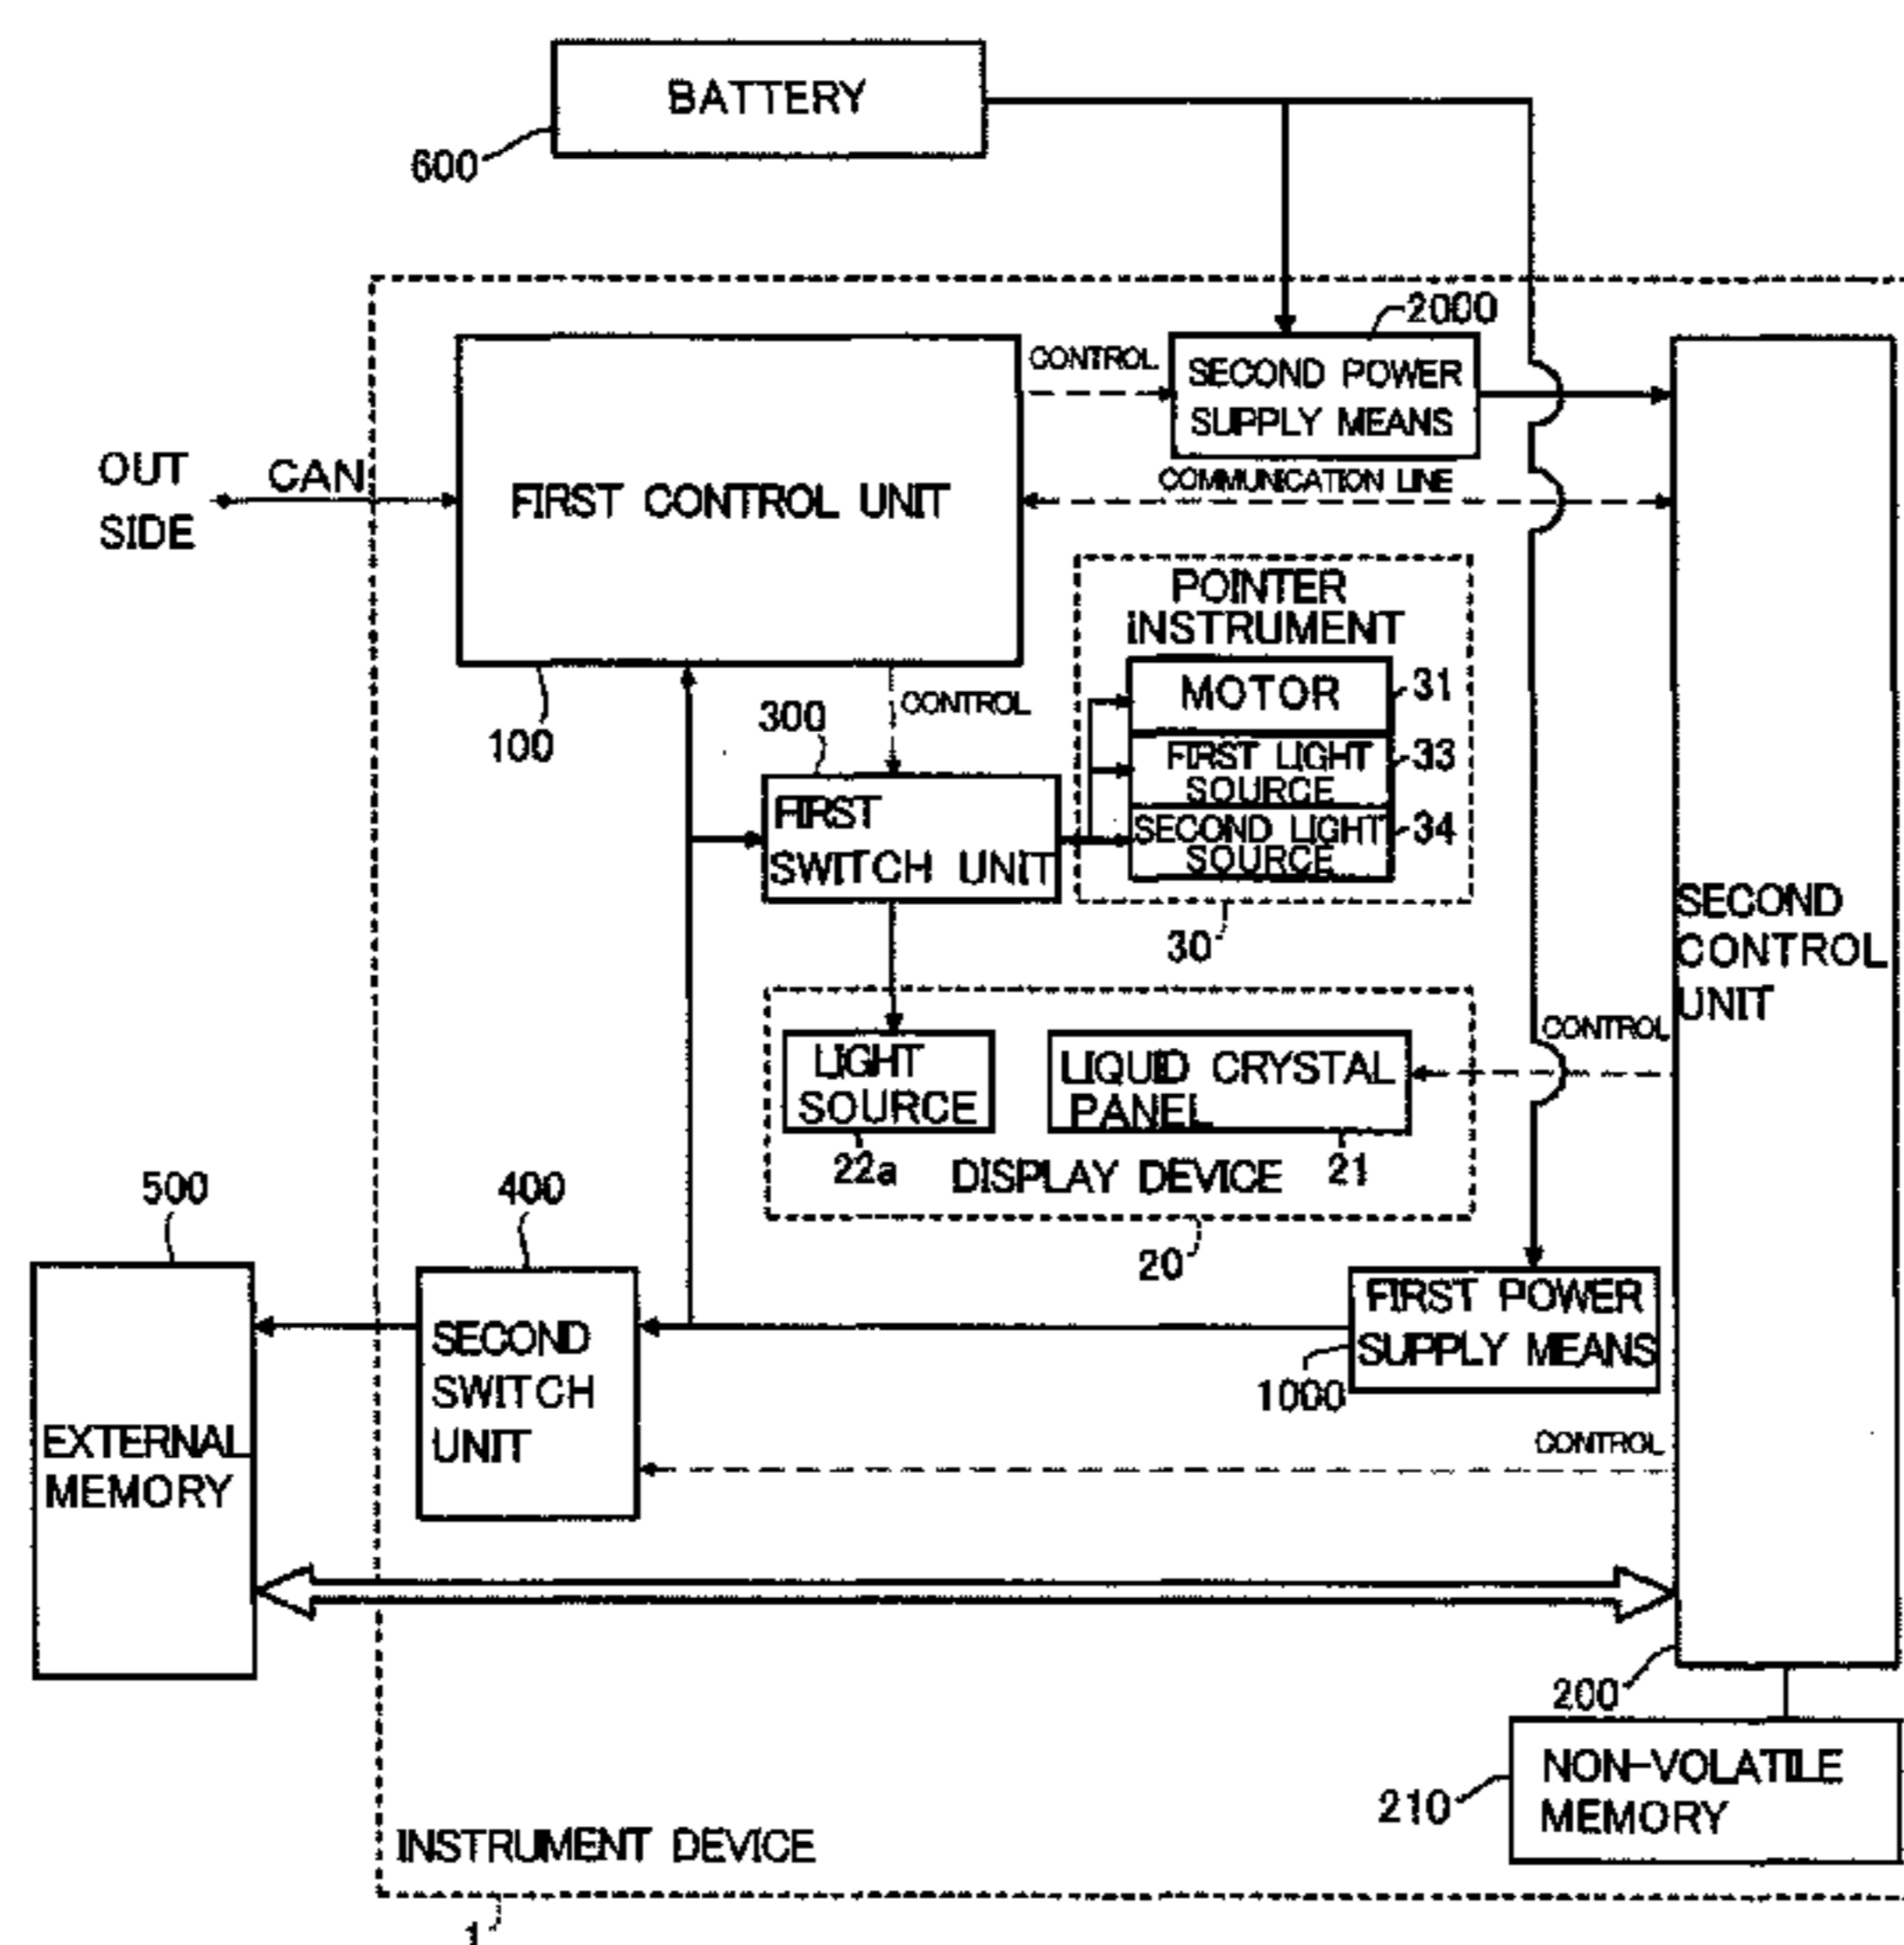 BATTERY
600
2000
CONTROL
SECOND POWER
SUPPLY MEANS
OUT
SIDE
CAN
FIRST CONTROL UNIT
COMMUNICATION LINE
POINTER
INSTRUMENT
MOTOR
31
FIRST LIGHT
SOURCE
33
SECOND LIGHT
SOURCE
34
100
CONTROL
300
FIRST
SWITCH UNIT
30
SECOND
CONTROL
UNIT
CONTROL
LIGHT
SOURCE
LIQUID CRYSTAL
PANEL
22a
DISPLAY DEVICE
21
20
500
400
FIRST POWER
SUPPLY MEANS
1000
SECOND
SWITCH
UNIT
CONTROL
EXTERNAL
MEMORY
200
NON-VOLATILE
MEMORY
210
INSTRUMENT DEVICE
1